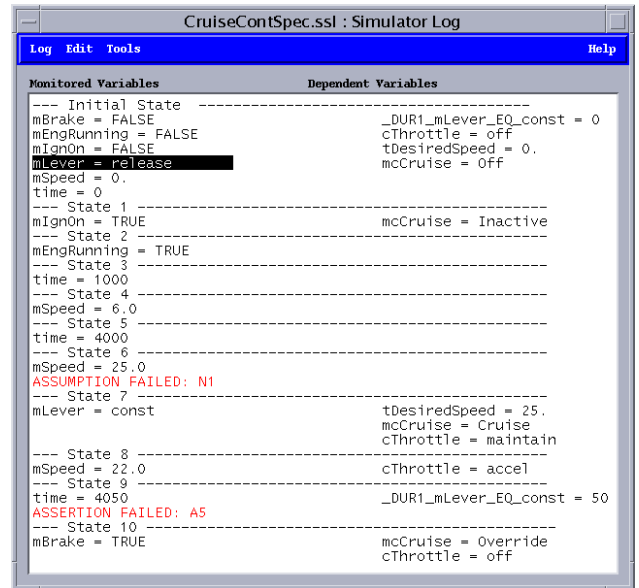 CruiseContSpec.ssl : Simulator Log
Log Edit Tools Help
Monitored Variables Dependent Variables
--- Initial State -----------------------------------
mBrake = FALSE _DUR1_mLever_EQ_const = 0
mEngRunning = FALSE cThrottle = off
mIgnOn = FALSE tDesiredSpeed = 0.
mLever = release mcCruise = Off
mSpeed = 0.
time = 0
--- State 1 -------------------------------------------
mIgnOn = TRUE mcCruise = Inactive
--- State 2 -------------------------------------------
mEngRunning = TRUE
--- State 3 -------------------------------------------
time = 1000
--- State 4 -------------------------------------------
mSpeed = 6.0
--- State 5 -------------------------------------------
time = 4000
--- State 6 -------------------------------------------
mSpeed = 25.0
ASSUMPTION FAILED: N1
--- State 7 -------------------------------------------
mLever = const tDesiredSpeed = 25.
mcCruise = Cruise
cThrottle = maintain
--- State 8 -------------------------------------------
mSpeed = 22.0 cThrottle = accel
--- State 9 -------------------------------------------
time = 4050 _DUR1_mLever_EQ_const = 50
ASSERTION FAILED: A5
--- State 10 -------------------------------------------
mBrake = TRUE mcCruise = Override
cThrottle = off